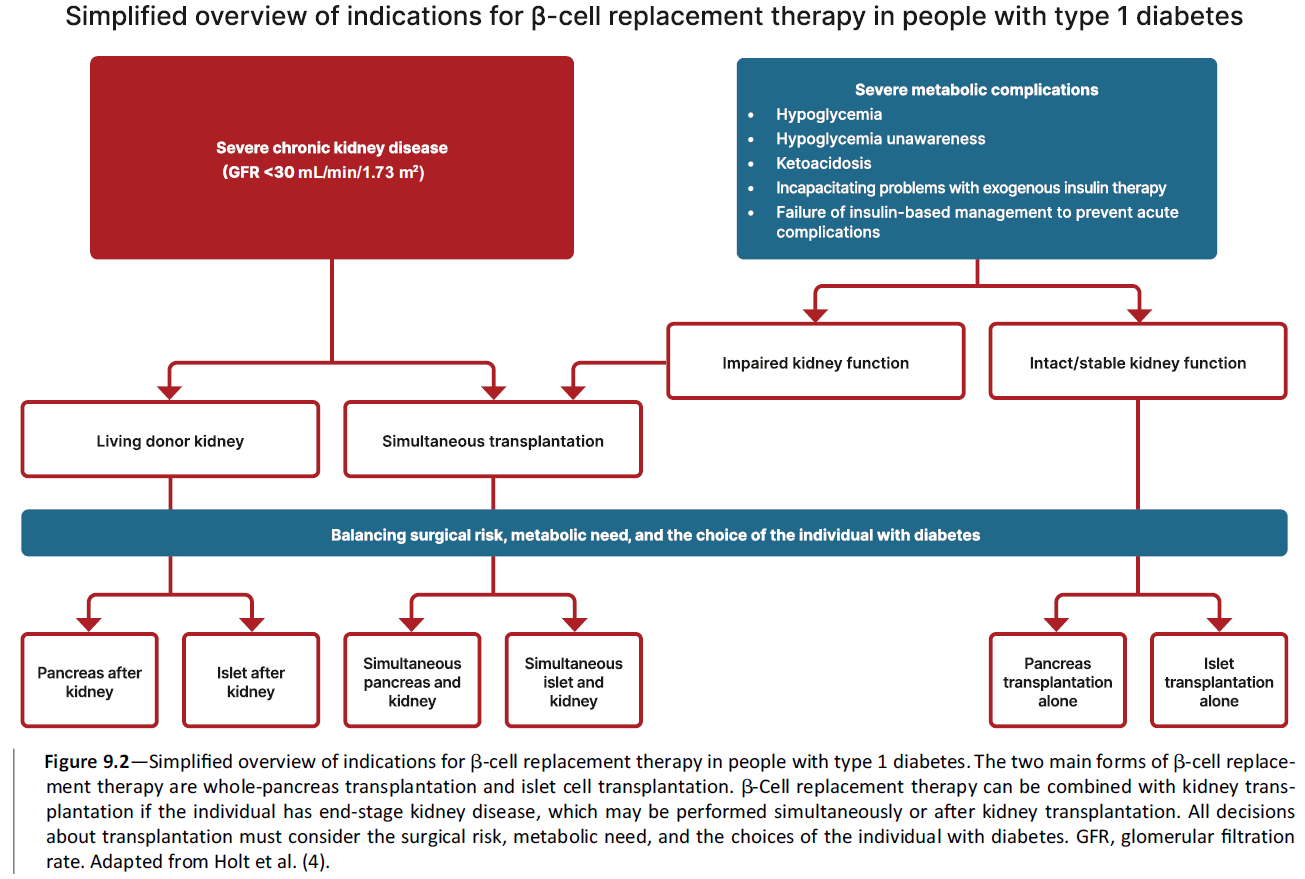 Simplified overview of indications for β-cell replacement therapy in people with type 1 diabetes
Severe chronic kidney disease
(GFR <30 mL/min/1.73 m²)
Severe metabolic complications
• Hypoglycemia
• Hypoglycemia unawareness
• Ketoacidosis
• Incapacitating problems with exogenous insulin therapy
• Failure of insulin-based management to prevent acute
complications
Impaired kidney function
Intact/stable kidney function
Living donor kidney
Simultaneous transplantation
Balancing surgical risk, metabolic need, and the choice of the individual with diabetes
Pancreas after
kidney
Islet after
kidney
Simultaneous
pancreas and
kidney
Simultaneous
islet and
kidney
Pancreas
transplantation
alone
Islet
transplantation
alone
Figure 9.2—Simplified overview of indications for β-cell replacement therapy in people with type 1 diabetes. The two main forms of β-cell replace-
ment therapy are whole-pancreas transplantation and islet cell transplantation. β-Cell replacement therapy can be combined with kidney trans-
plantation if the individual has end-stage kidney disease, which may be performed simultaneously or after kidney transplantation. All decisions
about transplantation must consider the surgical risk, metabolic need, and the choices of the individual with diabetes. GFR, glomerular filtration
rate. Adapted from Holt et al. (4).